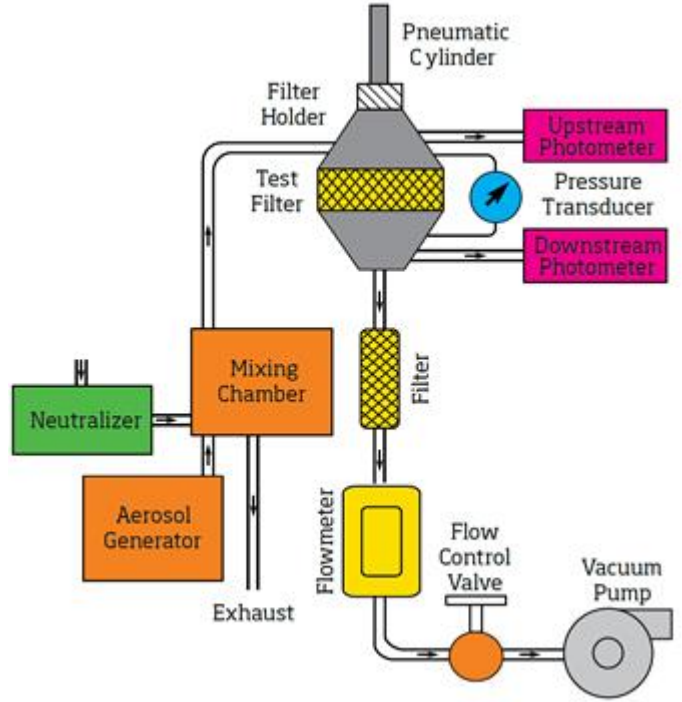 Pneumatic
Cylinder
Filter
Holder
Upstream
Photometer
Test
Filter
Pressure
Transducer
Downstream
Photometer
Mixing
Chamber
Filter
Neutralizer
Aerosol
Generator
Flowmeter
Flow
Control
Valve
Vacuum
Pump
Exhaust